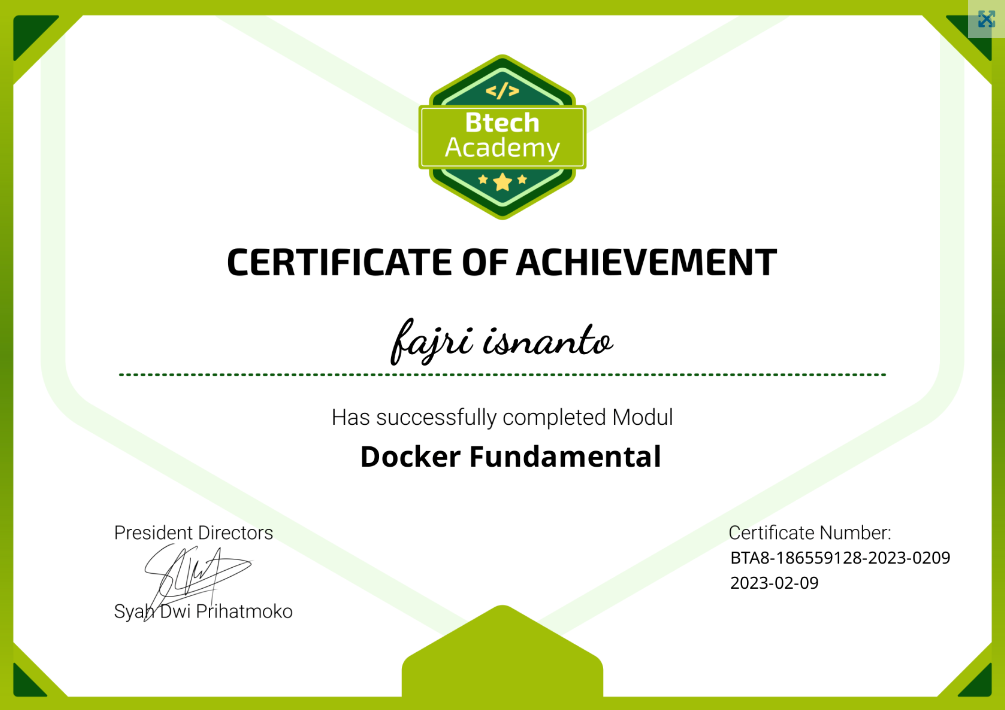 </>
Btech
Academy
CERTIFICATE OF ACHIEVEMENT
fajri isnanto
Has successfully completed Modul
Docker Fundamental
President Directors
Syah Dwi Prihatmoko
Certificate Number:
BTA8-186559128-2023-0209
2023-02-09